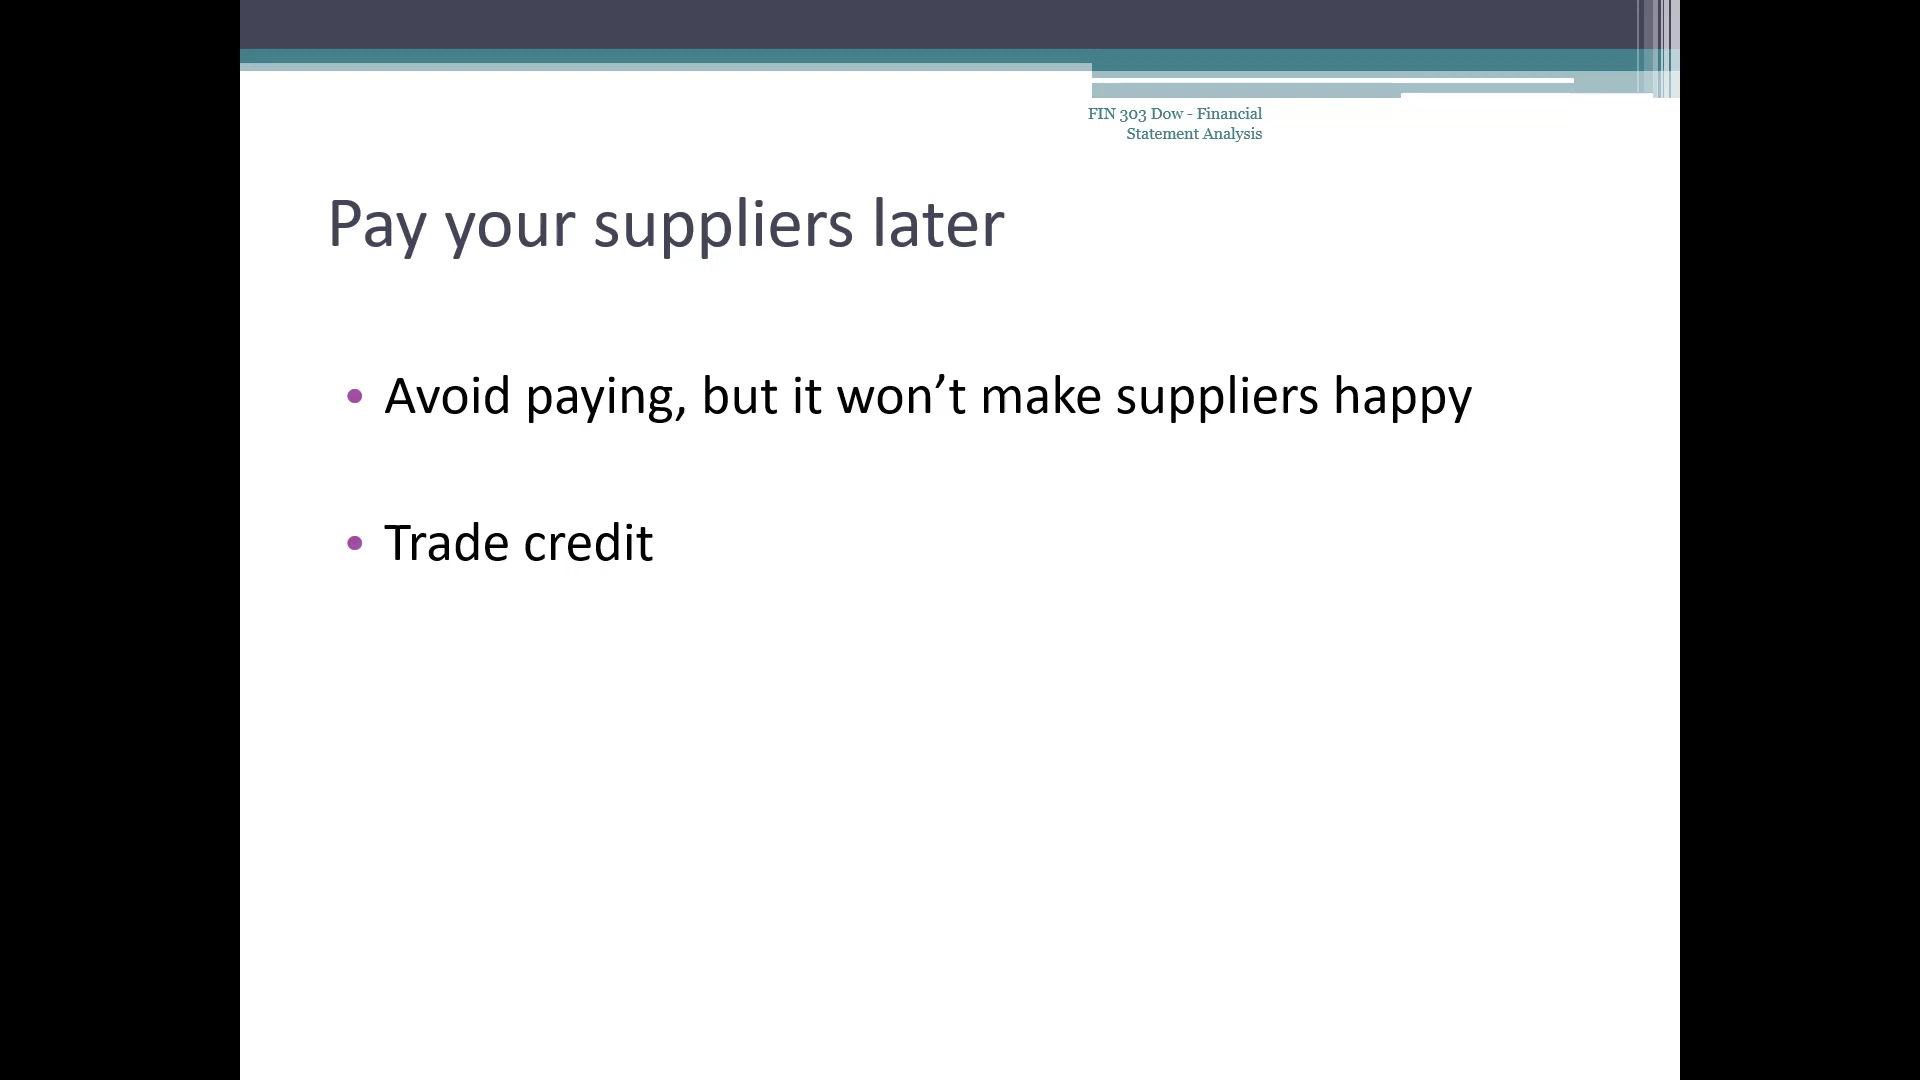 FIN 303 Dow - Financial
Statement Analysis
Pay your suppliers later
• Avoid paying, but it won’t make suppliers happy
• Trade credit